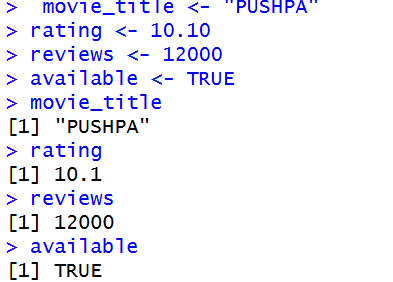 >  movie_title <- "PUSHPA"
> rating <- 10.10
> reviews <- 12000
> available <- TRUE
> movie_title
[1] "PUSHPA"
> rating
[1] 10.1
> reviews
[1] 12000
> available
[1] TRUE